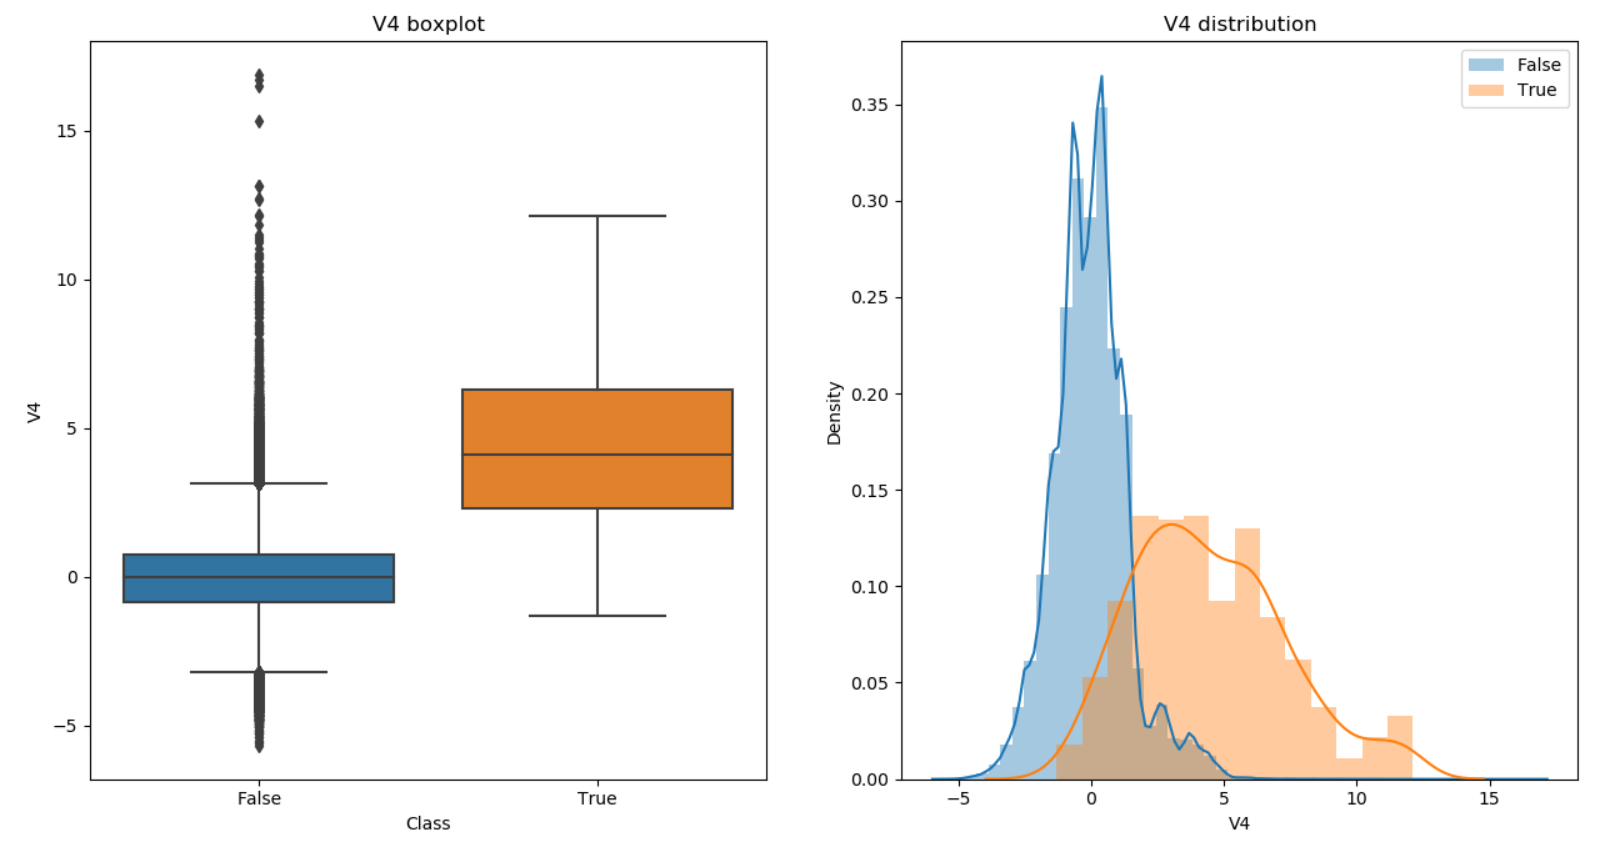 V4 boxplot
15
10
5
0
−5
V4
False
True
Class
V4 distribution
False
True
0.35
0.30
0.25
0.20
0.15
0.10
0.05
0.00
Density
−5
0
5
10
15
V4